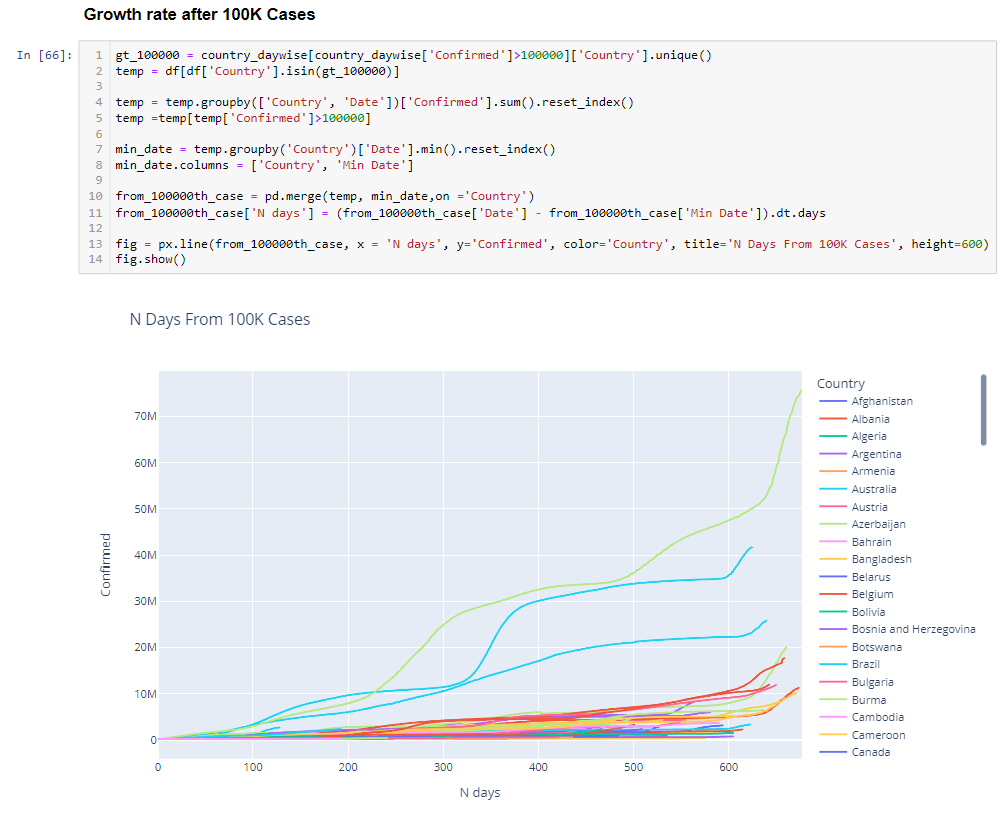 Growth rate after 100K Cases
In [66]:
1 gt_100000 = country_daywise[country_daywise['Confirmed']>100000]['Country'].unique()
2 temp = df[df['Country'].isin(gt_100000)]
3
4 temp = temp.groupby(['Country', 'Date'])['Confirmed'].sum().reset_index()
5 temp =temp[temp['Confirmed']>100000]
6
7 min_date = temp.groupby('Country')['Date'].min().reset_index()
8 min_date.columns = ['Country', 'Min Date']
9
10 from_100000th_case = pd.merge(temp, min_date,on ='Country')
11 from_100000th_case['N days'] = (from_100000th_case['Date'] - from_100000th_case['Min Date']).dt.days
12
13 fig = px.line(from_100000th_case, x = 'N days', y='Confirmed', color='Country', title='N Days From 100K Cases', height=600)
14 fig.show()
N Days From 100K Cases
Confirmed
70M
60M
50M
40M
30M
20M
10M
0
0 100 200 300 400 500 600
N days
Country
Afghanistan
Albania
Algeria
Argentina
Armenia
Australia
Austria
Azerbaijan
Bahrain
Bangladesh
Belarus
Belgium
Bolivia
Bosnia and Herzegovina
Botswana
Brazil
Bulgaria
Burma
Cambodia
Cameroon
Canada